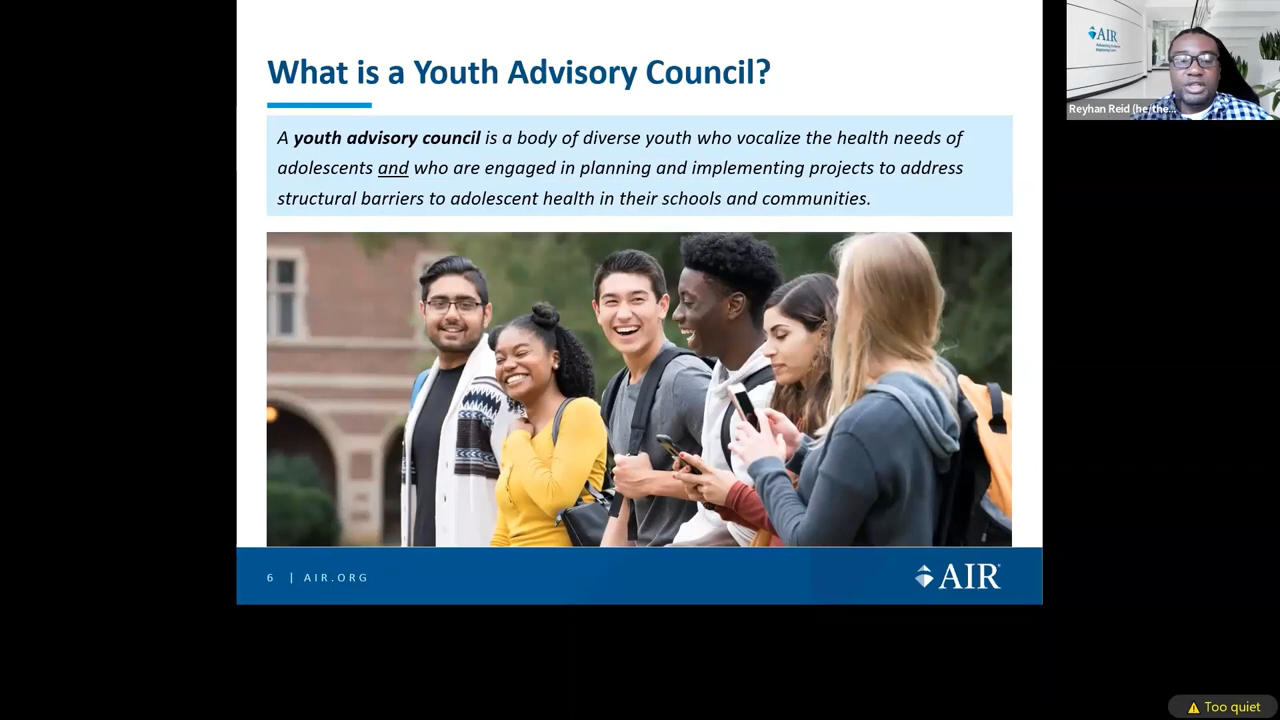 What is a Youth Advisory Council?
A youth advisory council is a body of diverse youth who vocalize the health needs of
adolescents and who are engaged in planning and implementing projects to address
structural barriers to adolescent health in their schools and communities.
6 | AIR.ORG
AIR
AIR
Reyhan Reid (he/the...
Too quiet